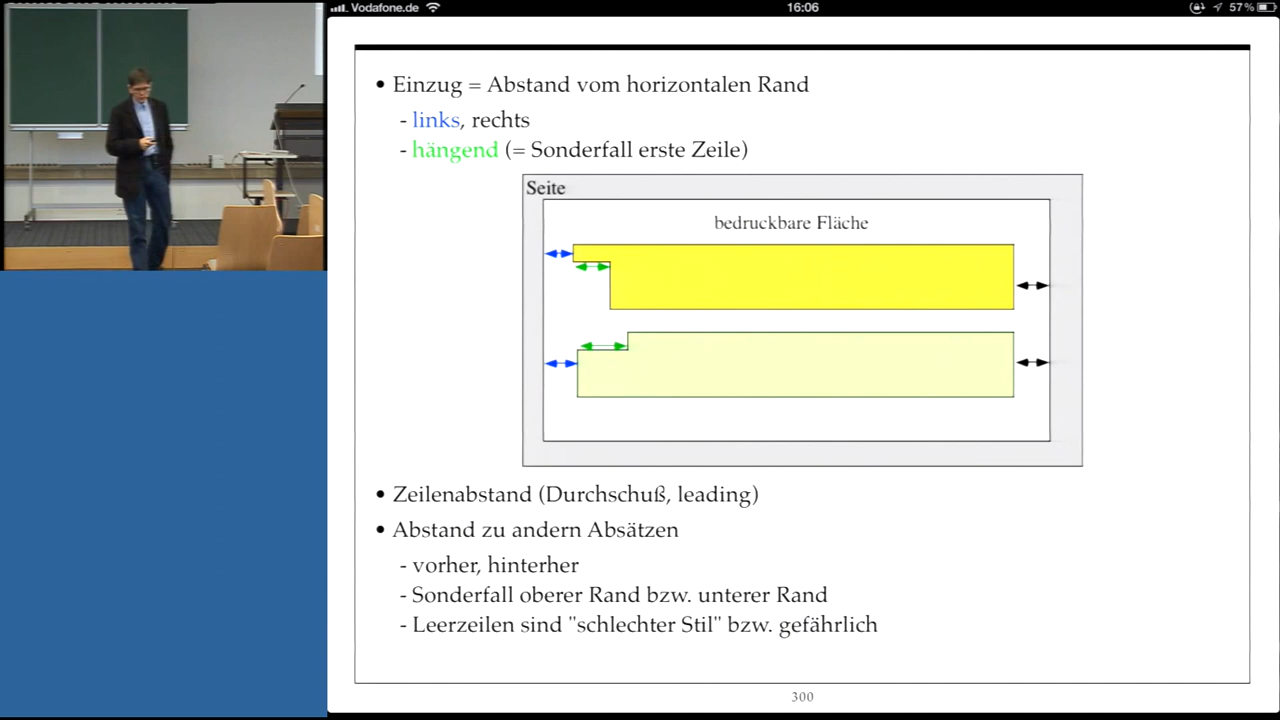 Vodafone.de
16:06
57%
• Einzug = Abstand vom horizontalen Rand
- links, rechts
- hängend (= Sonderfall erste Zeile)
Seite
bedruckbare Fläche
• Zeilenabstand (Durchschuß, leading)
• Abstand zu andern Absätzen
- vorher, hinterher
- Sonderfall oberer Rand bzw. unterer Rand
- Leerzeilen sind "schlechter Stil" bzw. gefährlich
300